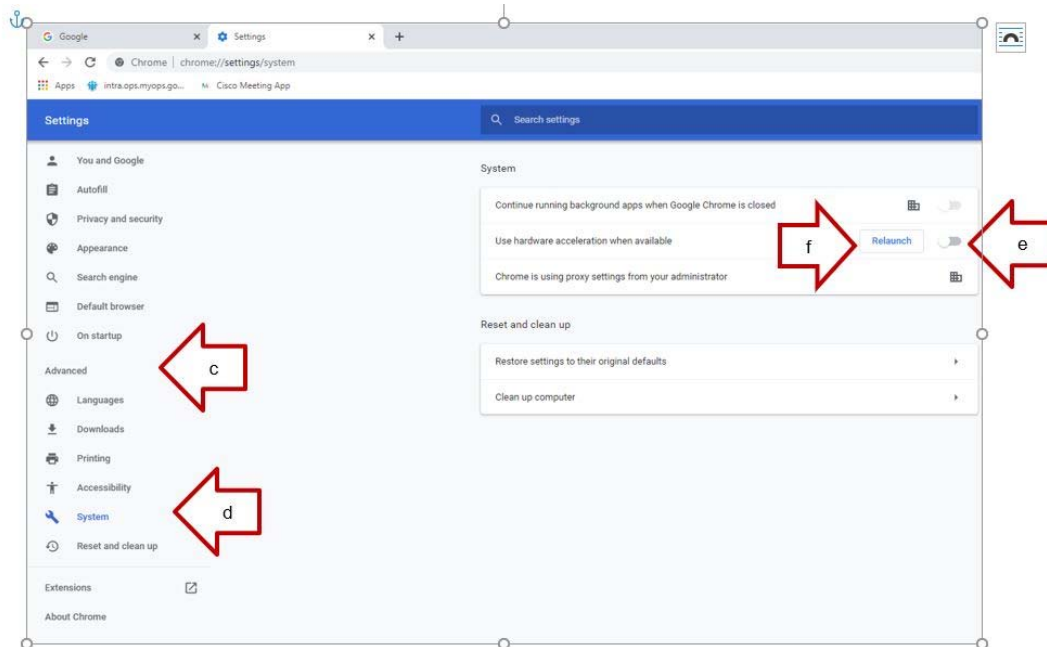 Google
Settings
Chrome | chrome://settings/system
Apps intra.ops.myops.go... Cisco Meeting App
Settings
Search settings
You and Google
Autofill
Privacy and security
Appearance
Search engine
Default browser
On startup
Advanced
Languages
Downloads
Printing
Accessibility
System
Reset and clean up
Extensions
About Chrome
c
d
System
Continue running background apps when Google Chrome is closed
Use hardware acceleration when available
f
Relaunch
e
Chrome is using proxy settings from your administrator
Reset and clean up
Restore settings to their original defaults
Clean up computer